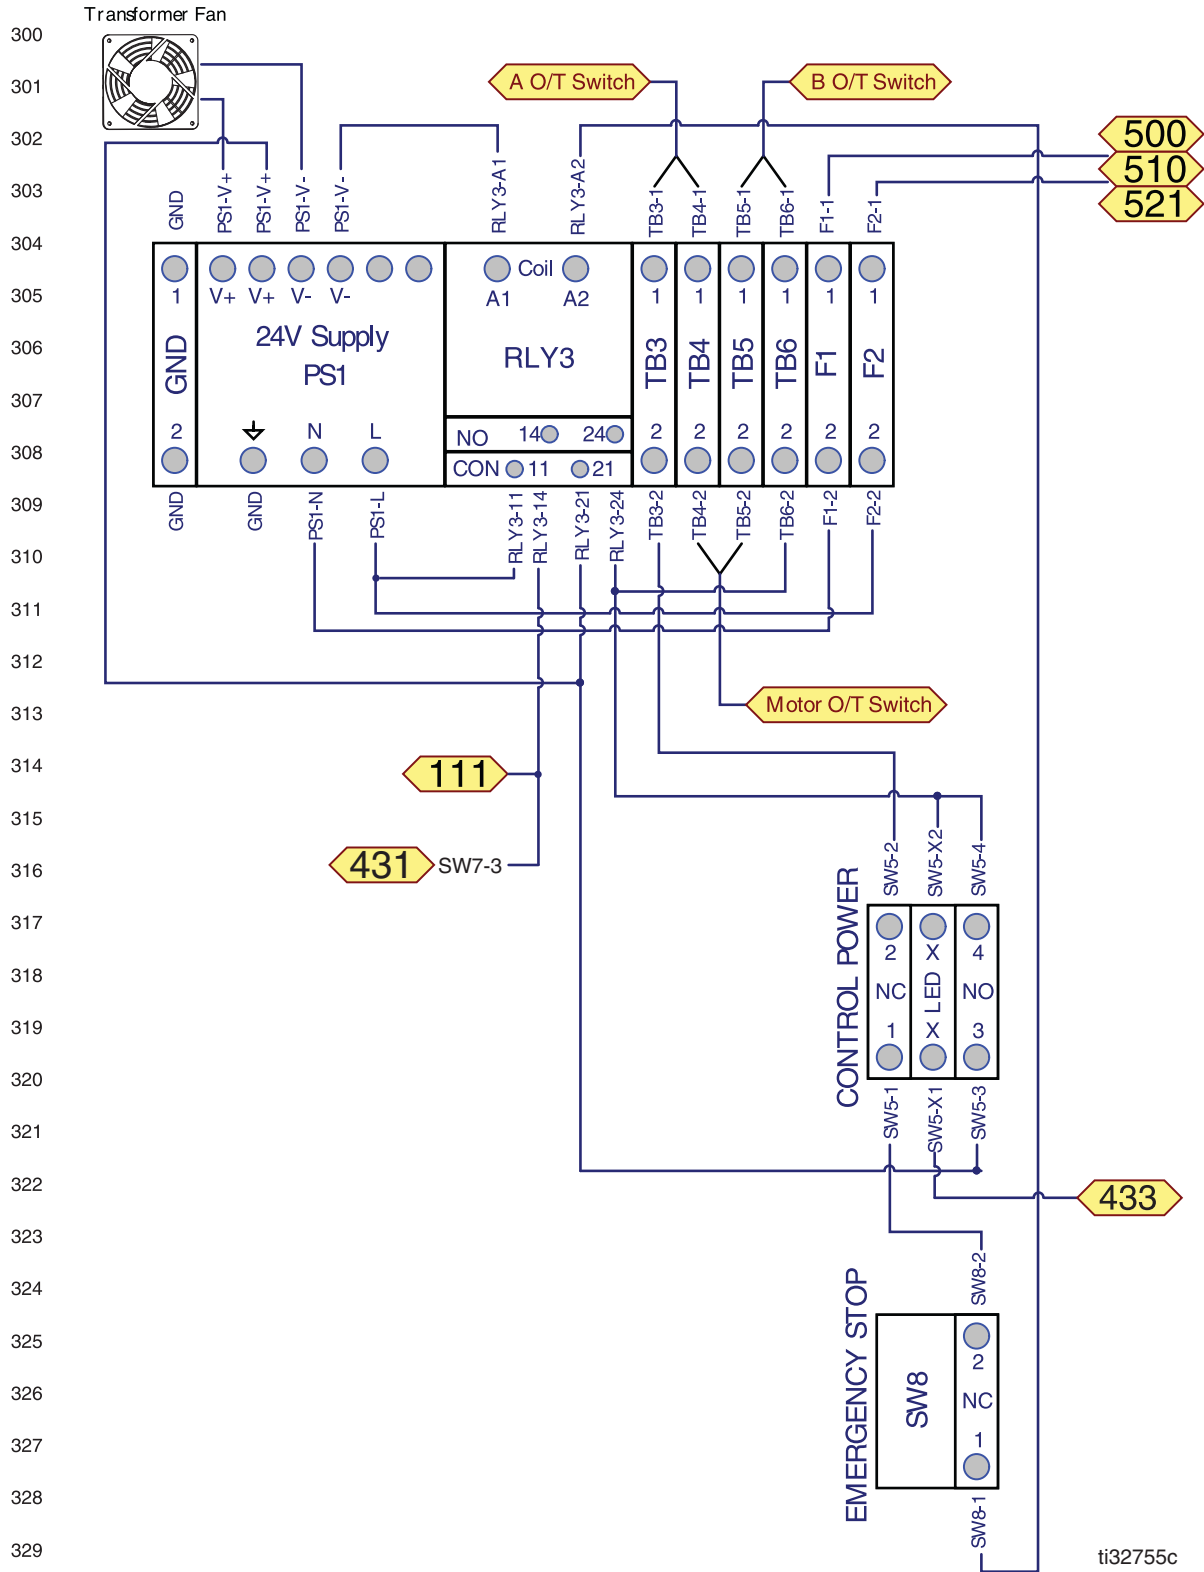 Transformer Fan
300
301
302
303
304
305
306
307
308
309
310
311
312
313
314
315
316
317
318
319
320
321
322
323
324
325
326
327
328
329
A O/T Switch
B O/T Switch
500
510
521
GND
PS1-V+
PS1-V+
PS1-V-
PS1-V-
RLY3-A1
RLY3-A2
TB3-1
TB4-1
TB5-1
TB6-1
F1-1
F2-1
1
V+
V+
V-
V-
Coil
A1
A2
1
1
1
1
1
1
GND
24V Supply
PS1
RLY3
TB3
TB4
TB5
TB6
F1
F2
2
N
L
NO
14
24
CON
11
21
2
2
2
2
2
2
GND
GND
PS1-N
PS1-L
RLY3-11
RLY3-14
RLY3-21
RLY3-24
TB3-2
TB4-2
TB5-2
TB6-2
F1-2
F2-2
Motor O/T Switch
111
431
SW7-3
SW5-2
SW5-X2
SW5-4
CONTROL POWER
2
X
4
NC
LED
NO
1
X
3
SW5-1
SW5-X1
SW5-3
433
SW8-2
EMERGENCY STOP
SW8
2
NC
1
SW8-1
ti32755c